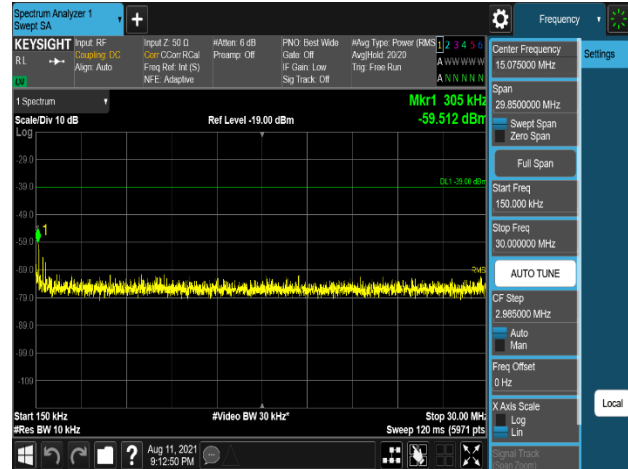 Spectrum Analyzer 1
Swept SA
Frequency
KEYSIGHT
Input: RF
Coupling: DC
Align: Auto
Input Z: 50 Ω
Corr CCorr RCal
Freq Ref: Int (S)
NFE: Adaptive
#Atten: 6 dB
Preamp: Off
PNO: Best Wide
Gate: Off
IF Gain: Low
Sig Track: Off
#Avg Type: Power (RMS
Avg|Hold: 20/20
Trig: Free Run
1 2 3 4 5 6
A W W W W W
A N N N N N
RL
LVI
1 Spectrum
Mkr1 305 kHz
Scale/Div 10 dB
Ref Level -19.00 dBm
-59.512 dBm
Log
-29.0
DL1 -39.00 dBm
-39.0
-49.0
1
-59.0
-69.0
RMS
-79.0
-89.0
-99.0
-109
Start 150 kHz
#Video BW 30 kHz*
Stop 30.00 MHz
#Res BW 10 kHz
Sweep 120 ms (5971 pts
Aug 11, 2021
9:12:50 PM
Center Frequency
15.075000 MHz
Settings
Span
29.8500000 MHz
Swept Span
Zero Span
Full Span
Start Freq
150.000 kHz
Stop Freq
30.000000 MHz
AUTO TUNE
CF Step
2.985000 MHz
Auto
Man
Freq Offset
0 Hz
X Axis Scale
Log
Lin
Local
Signal Track
(Span Zoom)